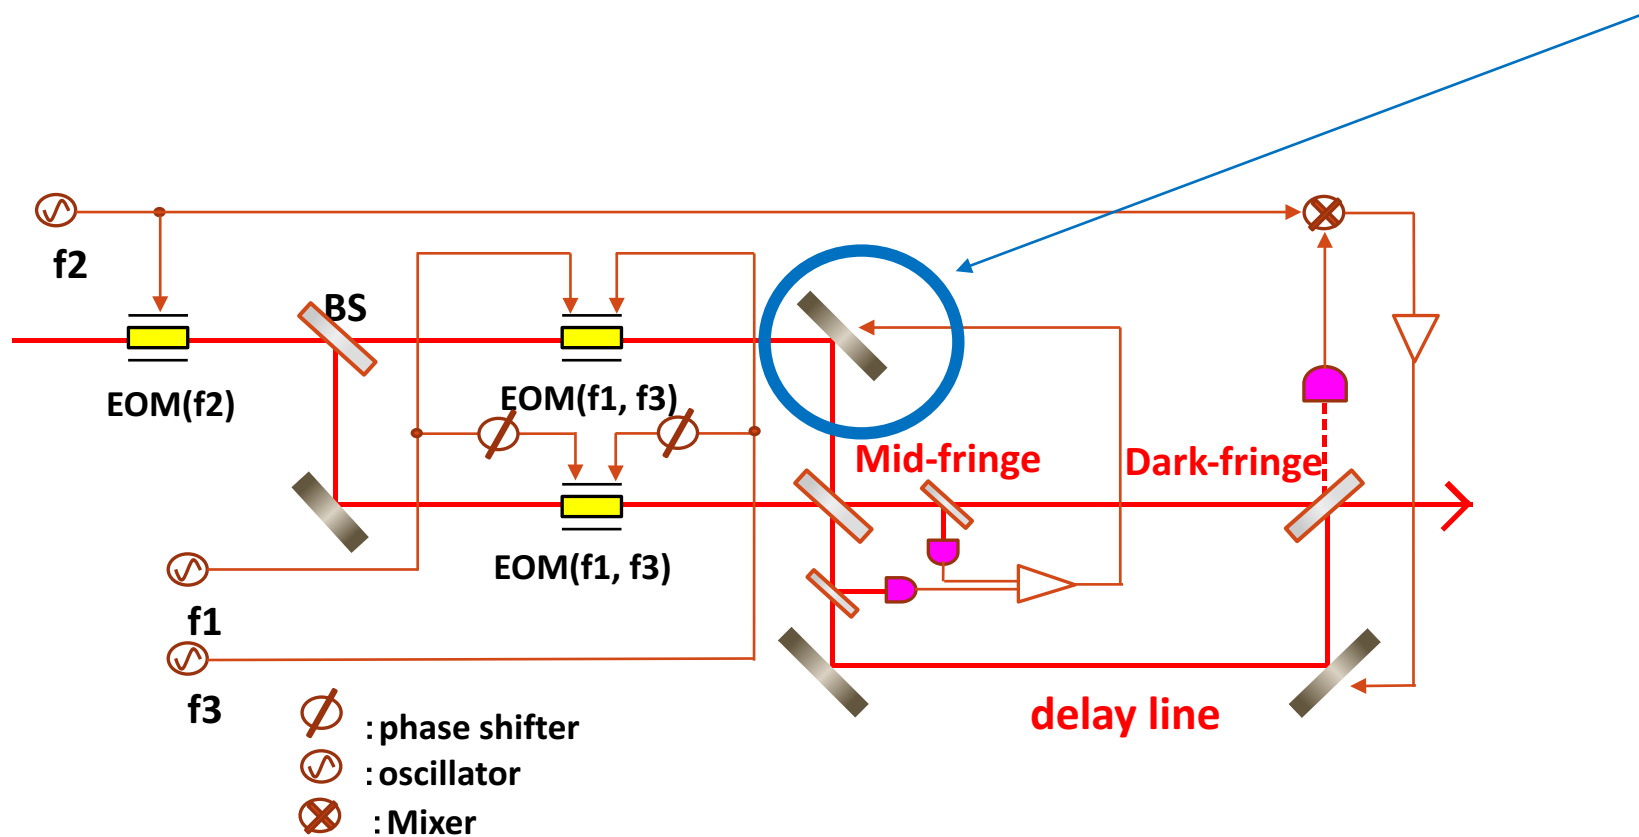 f2
BS
EOM(f2)
EOM(f1, f3)
Mid-fringe
Dark-fringe
EOM(f1, f3)
f1
f3
delay line
: phase shifter
: oscillator
: Mixer